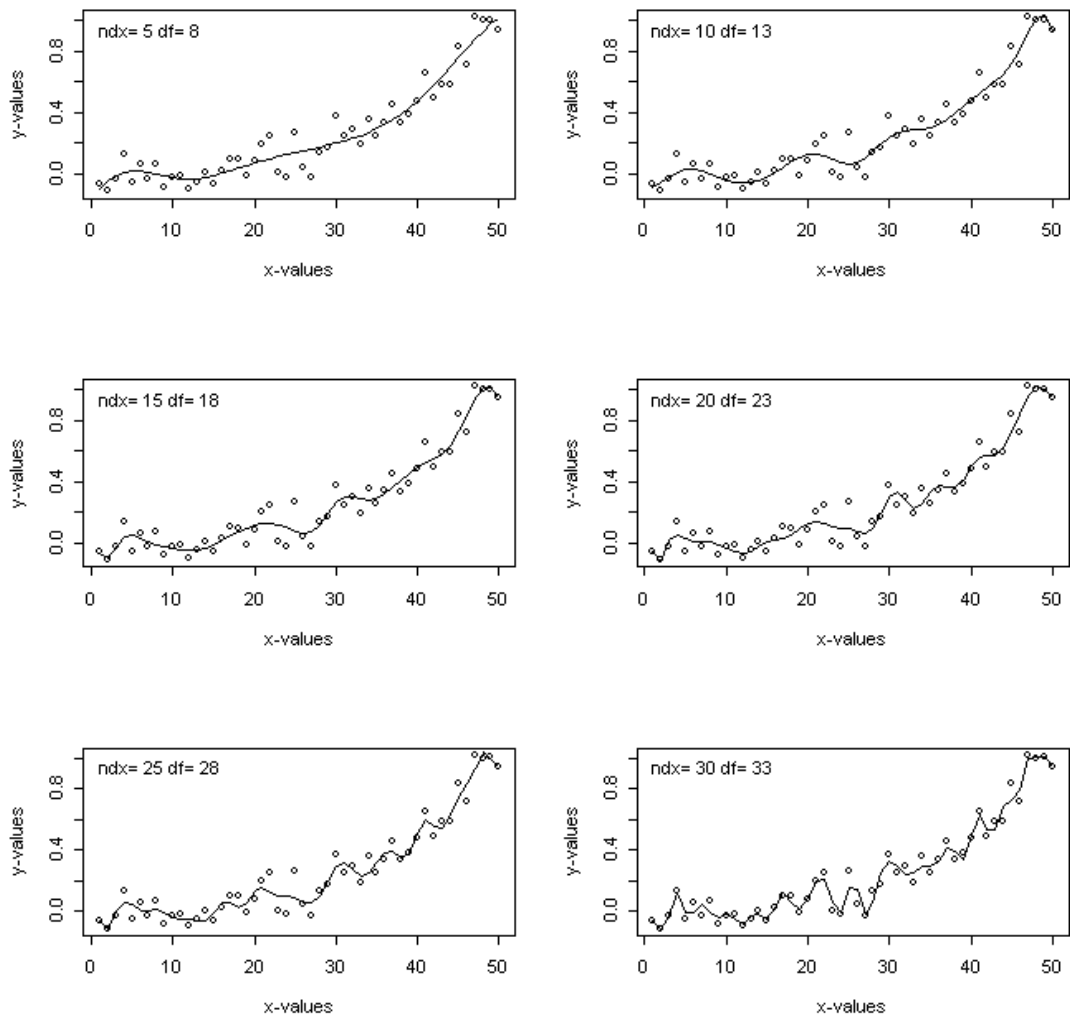 ndx= 5 df= 8
y-values
0.0 0.4 0.8
0 10 20 30 40 50
x-values
ndx= 10 df= 13
y-values
0.0 0.4 0.8
0 10 20 30 40 50
x-values
ndx= 15 df= 18
y-values
0.0 0.4 0.8
0 10 20 30 40 50
x-values
ndx= 20 df= 23
y-values
0.0 0.4 0.8
0 10 20 30 40 50
x-values
ndx= 25 df= 28
y-values
0.0 0.4 0.8
0 10 20 30 40 50
x-values
ndx= 30 df= 33
y-values
0.0 0.4 0.8
0 10 20 30 40 50
x-values